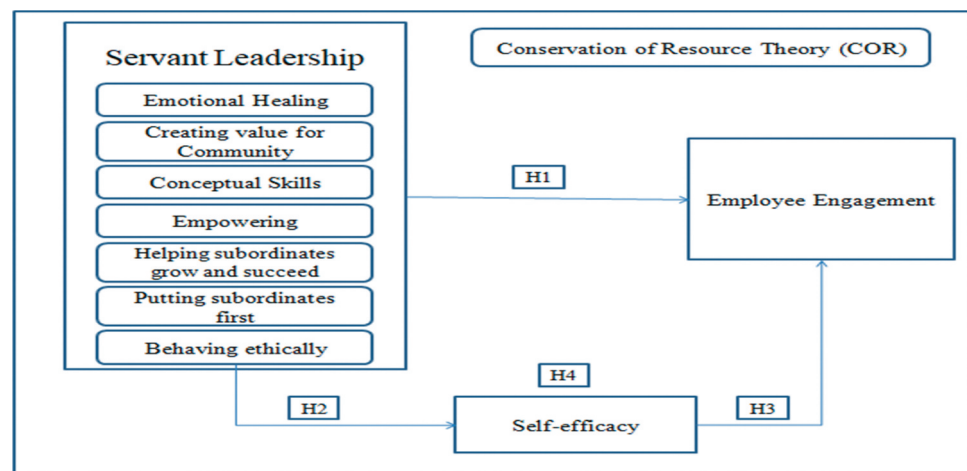 Servant Leadership
Emotional Healing
Creating value for
Community
Conceptual Skills
Empowering
Helping subordinates
grow and succeed
Putting subordinates
first
Behaving ethically
Conservation of Resource Theory (COR)
H1
Employee Engagement
H2
H4
Self-efficacy
H3